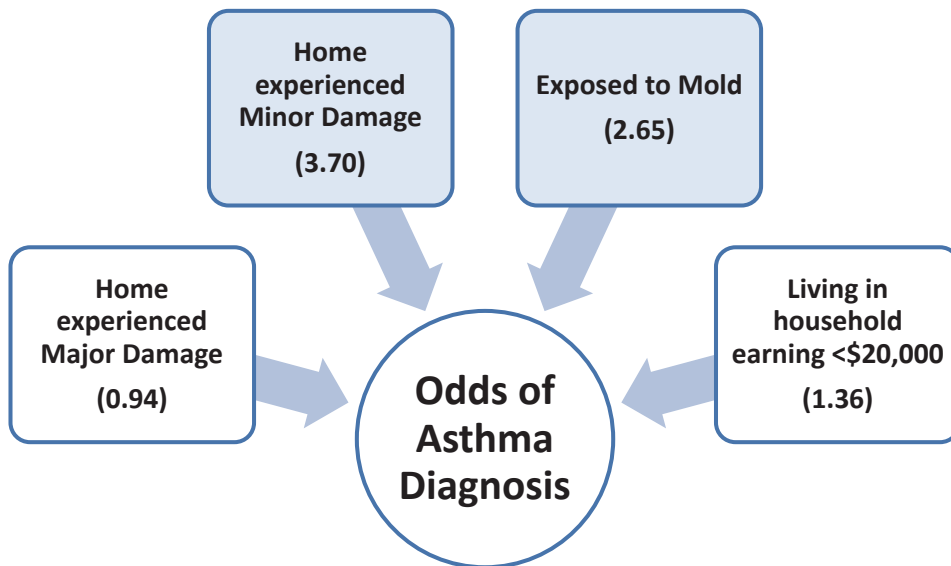 Home
experienced
Minor Damage
(3.70)
Exposed to Mold
(2.65)
Home
experienced
Major Damage
(0.94)
Living in
household
earning <$20,000
(1.36)
Odds of
Asthma
Diagnosis